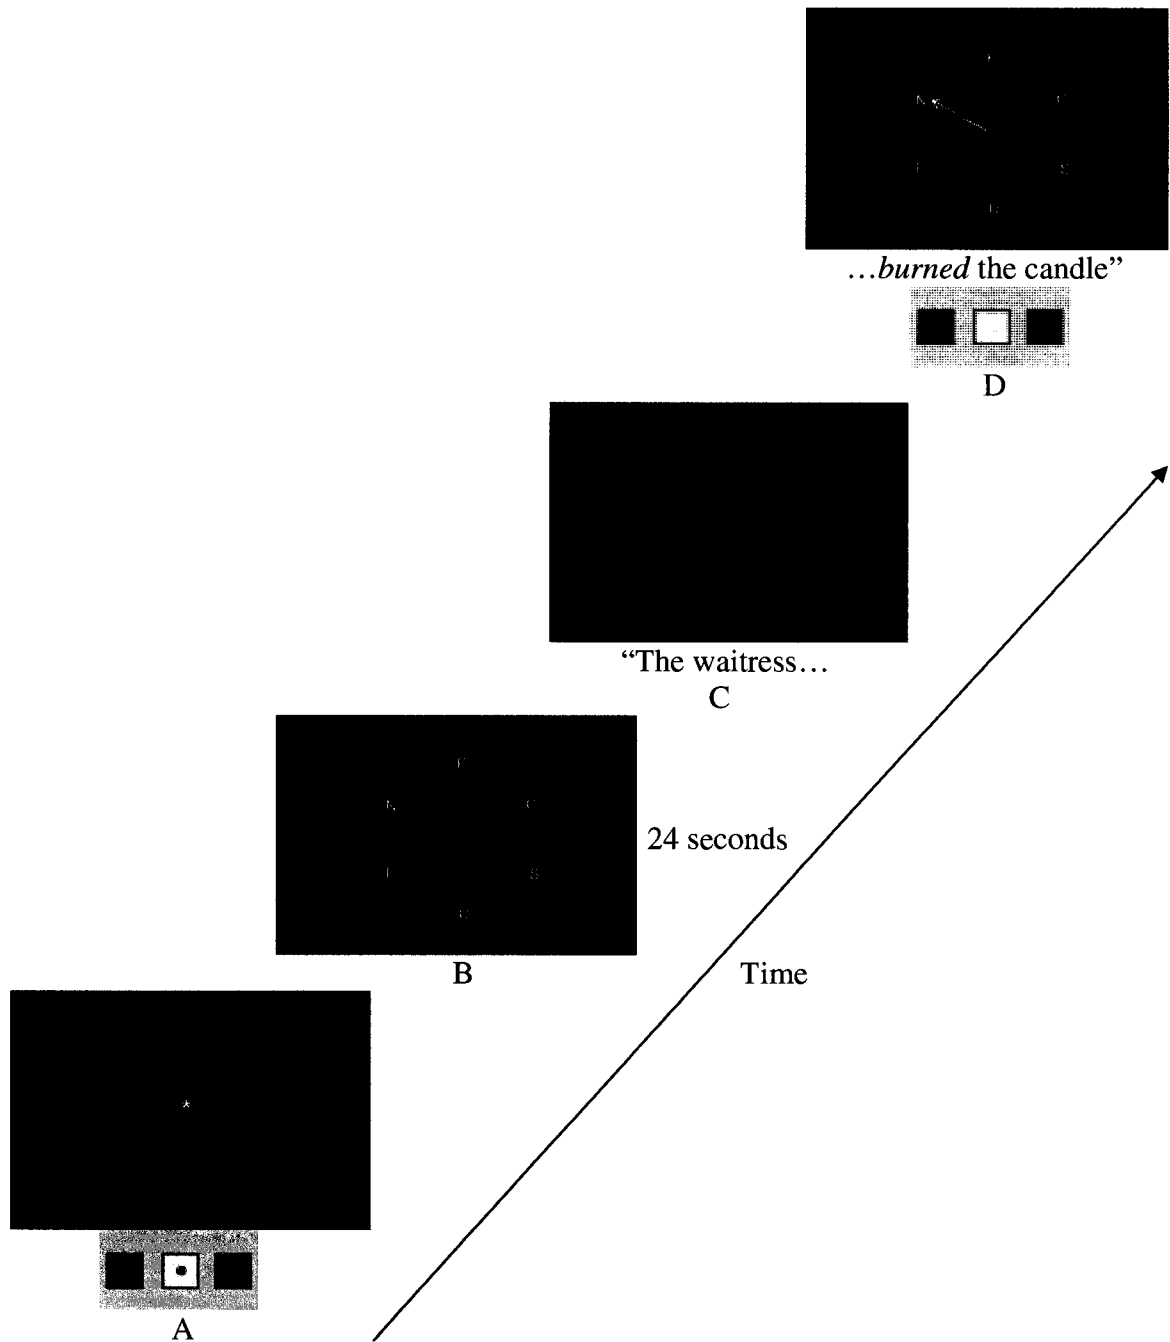 N
…burned the candle”
D
“The waitress…
C
N
S
24 seconds
B
Time
*
A